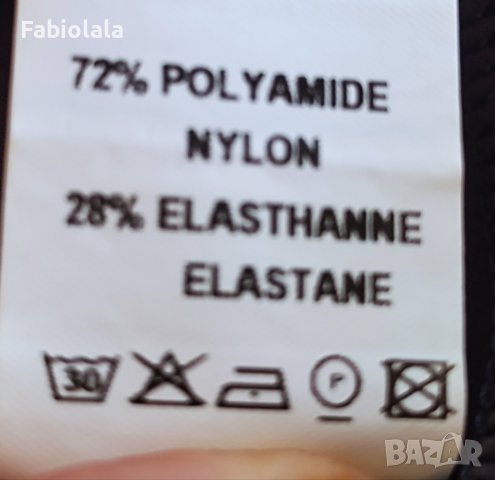 Fabiolala
72% POLYAMIDE
NYLON
28% ELASTHANNE
ELASTANE
30 F
BAZAR